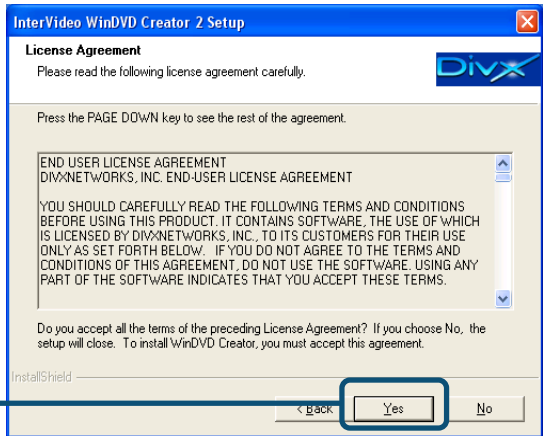 InterVideo WinDVD Creator 2 Setup
License Agreement
Please read the following license agreement carefully.
DivX
Press the PAGE DOWN key to see the rest of the agreement.
END USER LICENSE AGREEMENT
DIVXNETWORKS, INC. END-USER LICENSE AGREEMENT
YOU SHOULD CAREFULLY READ THE FOLLOWING TERMS AND CONDITIONS
BEFORE USING THIS PRODUCT. IT CONTAINS SOFTWARE, THE USE OF WHICH
IS LICENSED BY DIVXNETWORKS, INC., TO ITS CUSTOMERS FOR THEIR USE
ONLY AS SET FORTH BELOW. IF YOU DO NOT AGREE TO THE TERMS AND
CONDITIONS OF THIS AGREEMENT, DO NOT USE THE SOFTWARE. USING ANY
PART OF THE SOFTWARE INDICATES THAT YOU ACCEPT THESE TERMS.
Do you accept all the terms of the preceding License Agreement? If you choose No, the
setup will close. To install WinDVD Creator, you must accept this agreement.
InstallShield
< Back
Yes
No